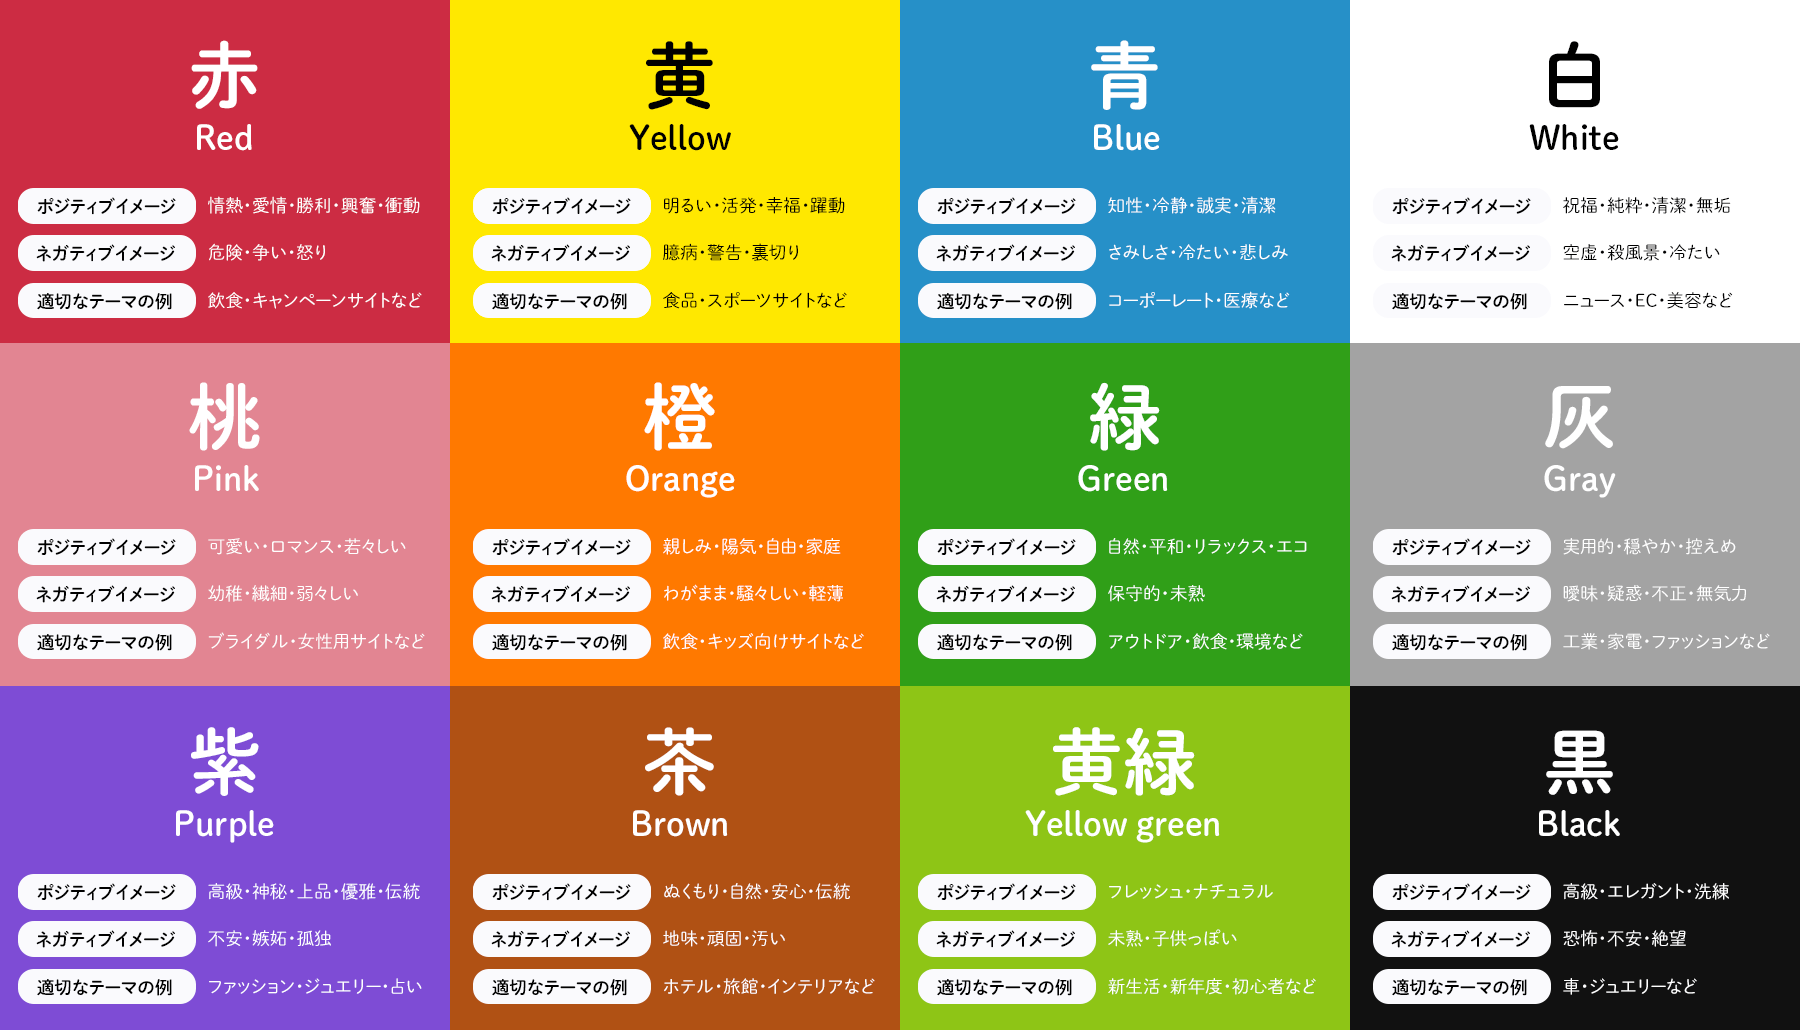 赤
Red
ポジティブイメージ 情熱・愛情・勝利・興奮・衝動
ネガティブイメージ 危険・争い・怒り
適切なテーマの例 飲食・キャンペーンサイトなど
黄
Yellow
ポジティブイメージ 明るい・活発・幸福・躍動
ネガティブイメージ 臆病・警告・裏切り
適切なテーマの例 食品・スポーツサイトなど
青
Blue
ポジティブイメージ 知性・冷静・誠実・清潔
ネガティブイメージ さみしさ・冷たい・悲しみ
適切なテーマの例 コーポーレート・医療など
白
White
ポジティブイメージ 祝福・純粋・清潔・無垢
ネガティブイメージ 空虚・殺風景・冷たい
適切なテーマの例 ニュース・EC・美容など
桃
Pink
ポジティブイメージ 可愛い・ロマンス・若々しい
ネガティブイメージ 幼稚・繊細・弱々しい
適切なテーマの例 ブライダル・女性用サイトなど
橙
Orange
ポジティブイメージ 親しみ・陽気・自由・家庭
ネガティブイメージ わがまま・騒々しい・軽薄
適切なテーマの例 飲食・キッズ向けサイトなど
緑
Green
ポジティブイメージ 自然・平和・リラックス・エコ
ネガティブイメージ 保守的・未熟
適切なテーマの例 アウトドア・飲食・環境など
灰
Gray
ポジティブイメージ 実用的・穏やか・控えめ
ネガティブイメージ 曖昧・疑惑・不正・無気力
適切なテーマの例 工業・家電・ファッションなど
紫
Purple
ポジティブイメージ 高級・神秘・上品・優雅・伝統
ネガティブイメージ 不安・嫉妬・孤独
適切なテーマの例 ファッション・ジュエリー・占い
茶
Brown
ポジティブイメージ ぬくもり・自然・安心・伝統
ネガティブイメージ 地味・頑固・汚い
適切なテーマの例 ホテル・旅館・インテリアなど
黄緑
Yellow green
ポジティブイメージ フレッシュ・ナチュラル
ネガティブイメージ 未熟・子供っぽい
適切なテーマの例 新生活・新年度・初心者など
黒
Black
ポジティブイメージ 高級・エレガント・洗練
ネガティブイメージ 恐怖・不安・絶望
適切なテーマの例 車・ジュエリーなど